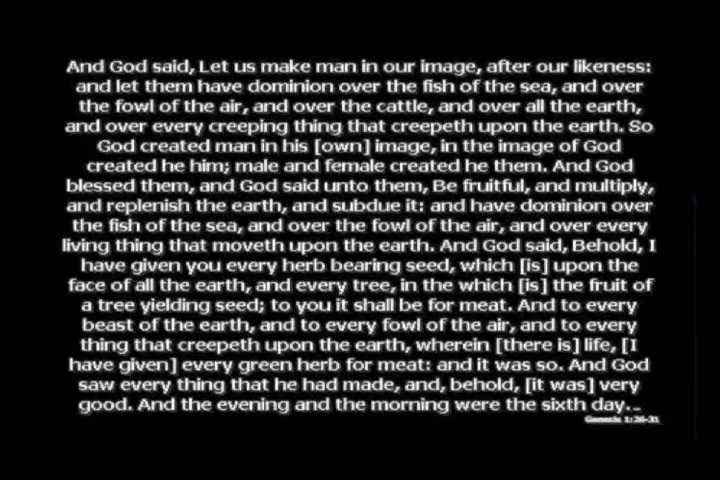 And God said, Let us make man in our image, after our likeness:
and let them have dominion over the fish of the sea, and over
the fowl of the air, and over the cattle, and over all the earth,
and over every creeping thing that creepeth upon the earth. So
God created man in his [own] image, in the image of God
created he him; male and female created he them. And God
blessed them, and God said unto them, Be fruitful, and multiply,
and replenish the earth, and subdue it: and have dominion over
the fish of the sea, and over the fowl of the air, and over every
living thing that moveth upon the earth. And God said, Behold, I
have given you every herb bearing seed, which [is] upon the
face of all the earth, and every tree, in the which [is] the fruit of
a tree yielding seed; to you it shall be for meat. And to every
beast of the earth, and to every fowl of the air, and to every
thing that creepeth upon the earth, wherein [there is] life, [I
have given] every green herb for meat: and it was so. And God
saw every thing that he had made, and, behold, [it was] very
good. And the evening and the morning were the sixth day...
Genesis 1:26-31